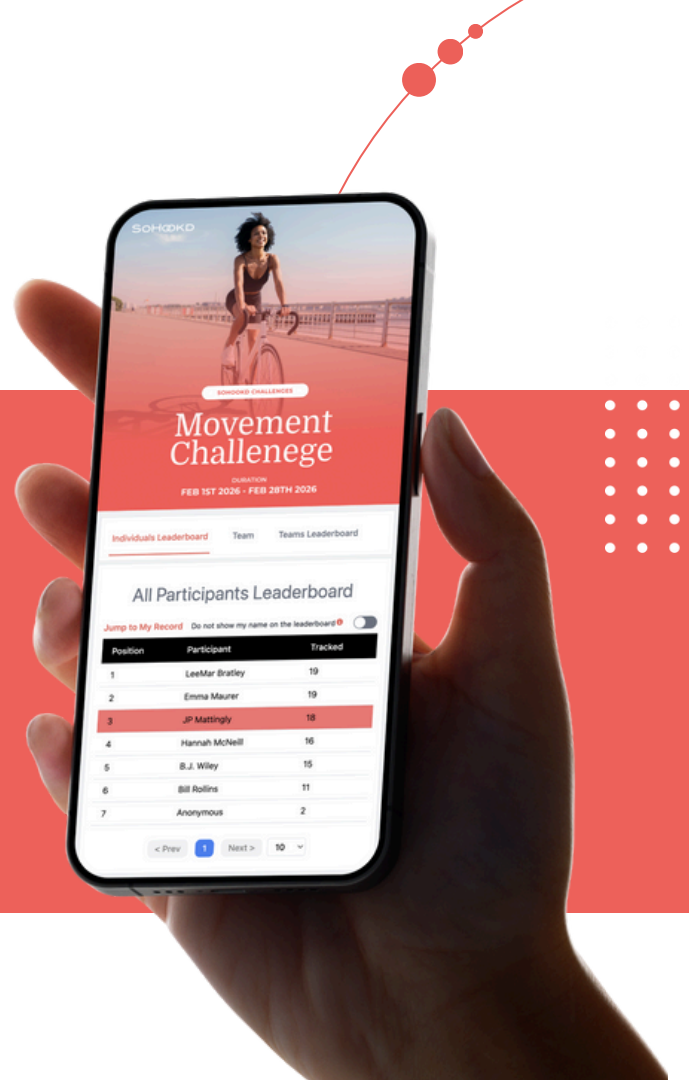 SOHOOKD
SOHOOKD CHALLENGES
Movement
Challenege
DURATION
FEB 1ST 2026 - FEB 28TH 2026
Individuals Leaderboard Team Teams Leaderboard
All Participants Leaderboard
Jump to My Record Do not show my name on the leaderboard
Position Participant Tracked
1 LeeMar Bratley 19
2 Emma Maurer 19
3 JP Mattingly 18
4 Hannah McNeill 16
5 B.J. Wiley 15
6 Bill Rollins 11
7 Anonymous 2
< Prev 1 Next > 10